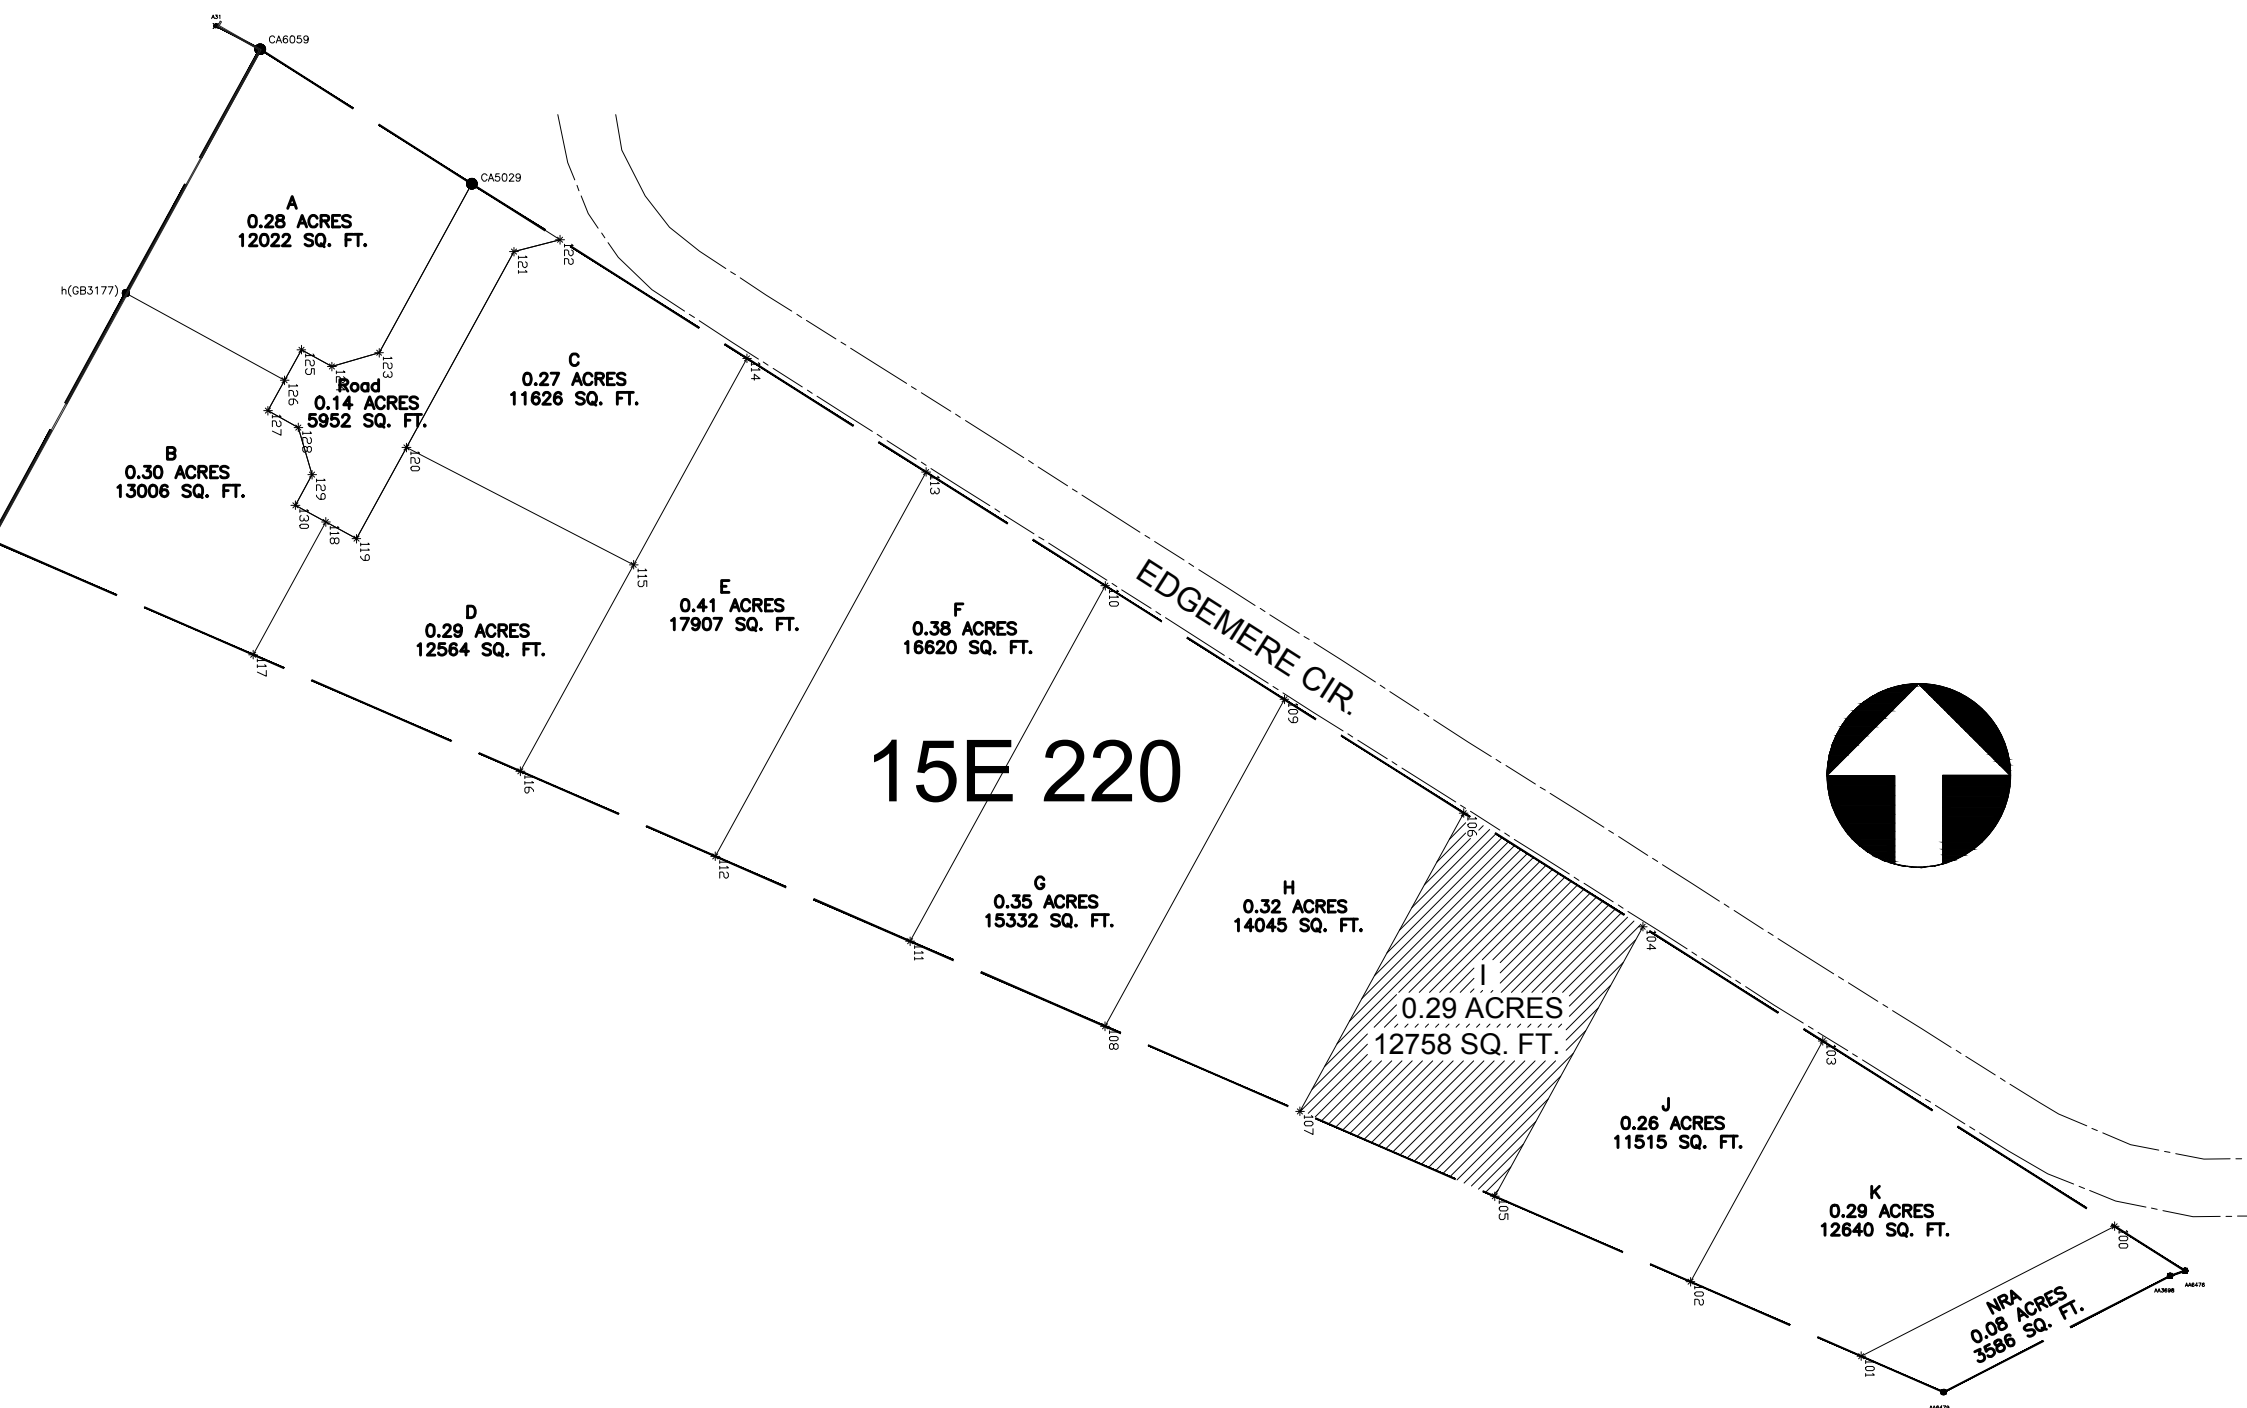 A31
CA6059
CA5029
A
0.28 ACRES
12022 SQ. FT.
122
121
h(GB3177)
125
123
126
127
128
Road
0.14 ACRES
5952 SQ. FT.
C
0.27 ACRES
11626 SQ. FT.
114
B
0.30 ACRES
13006 SQ. FT.
120
129
130
118
119
113
115
110
E
0.41 ACRES
17907 SQ. FT.
D
0.29 ACRES
12564 SQ. FT.
F
0.38 ACRES
16620 SQ. FT.
EDGEMERE CIR.
117
109
15E 220
116
106
112
G
0.35 ACRES
15332 SQ. FT.
H
0.32 ACRES
14045 SQ. FT.
111
104
I
0.29 ACRES
12758 SQ. FT.
108
103
107
J
0.26 ACRES
11515 SQ. FT.
105
K
0.29 ACRES
12640 SQ. FT.
100
102
AA8476
AA3698
NRA
0.08 ACRES
3586 SQ. FT.
101